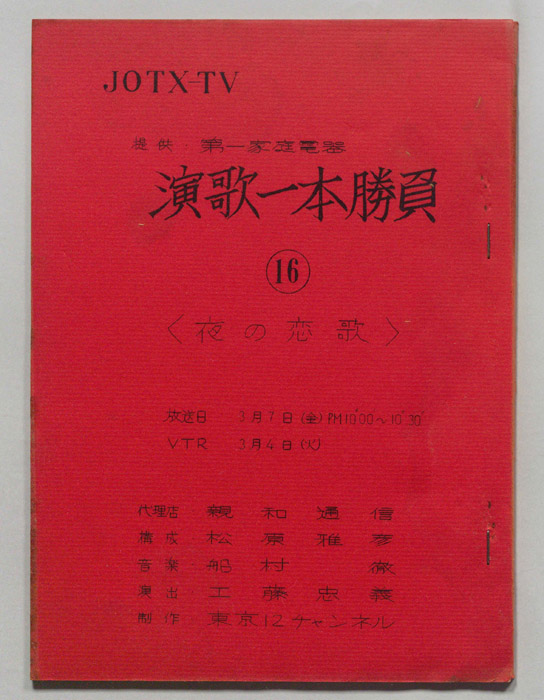 JOTX-TV
提供 第一家庭電器
演歌一本勝負
16
〈夜の恋歌〉
放送日 3月7日(金)PM10'00〜10'30'
VTR 3月4日(火)
代理店 親和通信
構成 松原雅彦
音楽 船村徹
演出 工藤忠義
制作 東京12チャンネル